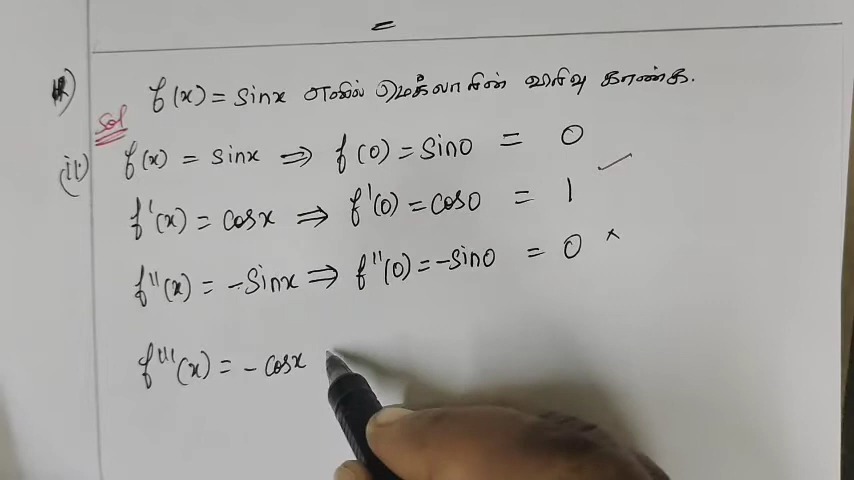 f(x) = sinx எனில் மெக்லாரின் விரிவு காண்க.
Sol
(ii) f(x) = sinx ⇒ f(0) = sin0 = 0
f'(x) = cosx ⇒ f'(0) = cos0 = 1 ✓
f''(x) = -sinx ⇒ f''(0) = -sin0 = 0 ×
f'''(x) = - cosx